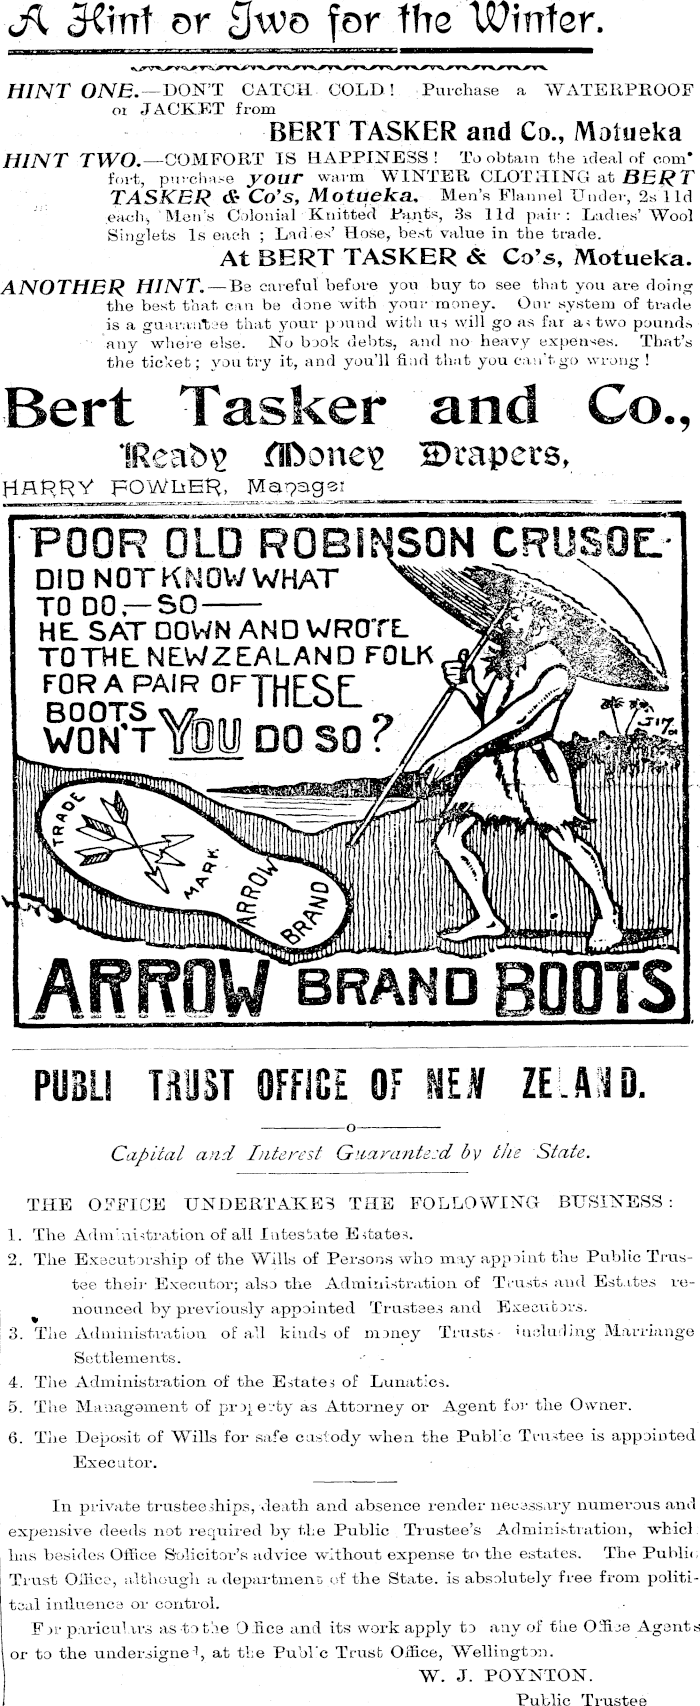 A Hint or Two for the Winter.
HINT ONE.—DON'T CATCH COLD! Purchase a WATERPROOF
or JACKET from
BERT TASKER and Co., Motueka
HINT TWO.—COMFORT IS HAPPINESS! To obtain the ideal of com-
fort, purchase your warm WINTER CLOTHING at BERT
TASKER & Co's, Motueka. Men's Flannel Under, 2s 11d
each, Men's Colonial Knitted Pants, 3s 11d pair: Ladies' Wool
Singlets 1s each ; Ladies' Hose, best value in the trade.
At BERT TASKER & Co's, Motueka.
ANOTHER HINT.—Be careful before you buy to see that you are doing
the best that can be done with your money. Our system of trade
is a guarantee that your pound with us will go as far as two pounds
any where else. No book debts, and no heavy expenses. That's
the ticket; you try it, and you'll find that you can't go wrong!
Bert Tasker and Co.,
Ready Money Drapers,
HARRY FOWLER, Manager
POOR OLD ROBINSON CRUSOE
DID NOT KNOW WHAT
TO DO,—SO—
HE SAT DOWN AND WROTE
TO THE NEW ZEALAND FOLK
FOR A PAIR OF THESE
BOOTS
WON'T YOU DO SO?
TRADE
MARK
ARROW
BRAND
ARROW BRAND BOOTS
PUBLI TRUST OFFICE OF NEW ZELAND.
Capital and Interest Guaranteed by the State.
THE OFFICE UNDERTAKES THE FOLLOWING BUSINESS:
1. The Administration of all Intestate Estates.
2. The Executorship of the Wills of Persons who may appoint the Public Trus-
tee their Executor; also the Administration of Trusts and Estates re-
nounced by previously appointed Trustees and Executors.
3. The Administration of all kinds of money Trusts including Marriange
Settlements.
4. The Administration of the Estates of Lunatics.
5. The Management of property as Attorney or Agent for the Owner.
6. The Deposit of Wills for safe custody when the Public Trustee is appointed
Executor.
In private trusteeships, death and absence render necessary numerous and
expensive deeds not required by the Public Trustee's Administration, which
has besides Office Solicitor's advice without expense to the estates. The Public
Trust Office, although a department of the State. is absolutely free from politi-
tcal influence or control.
For pariculars as to the Office and its work apply to any of the Office Agents
or to the undersigned, at the Public Trust Office, Wellington.
W. J. POYNTON.
Public Trustee